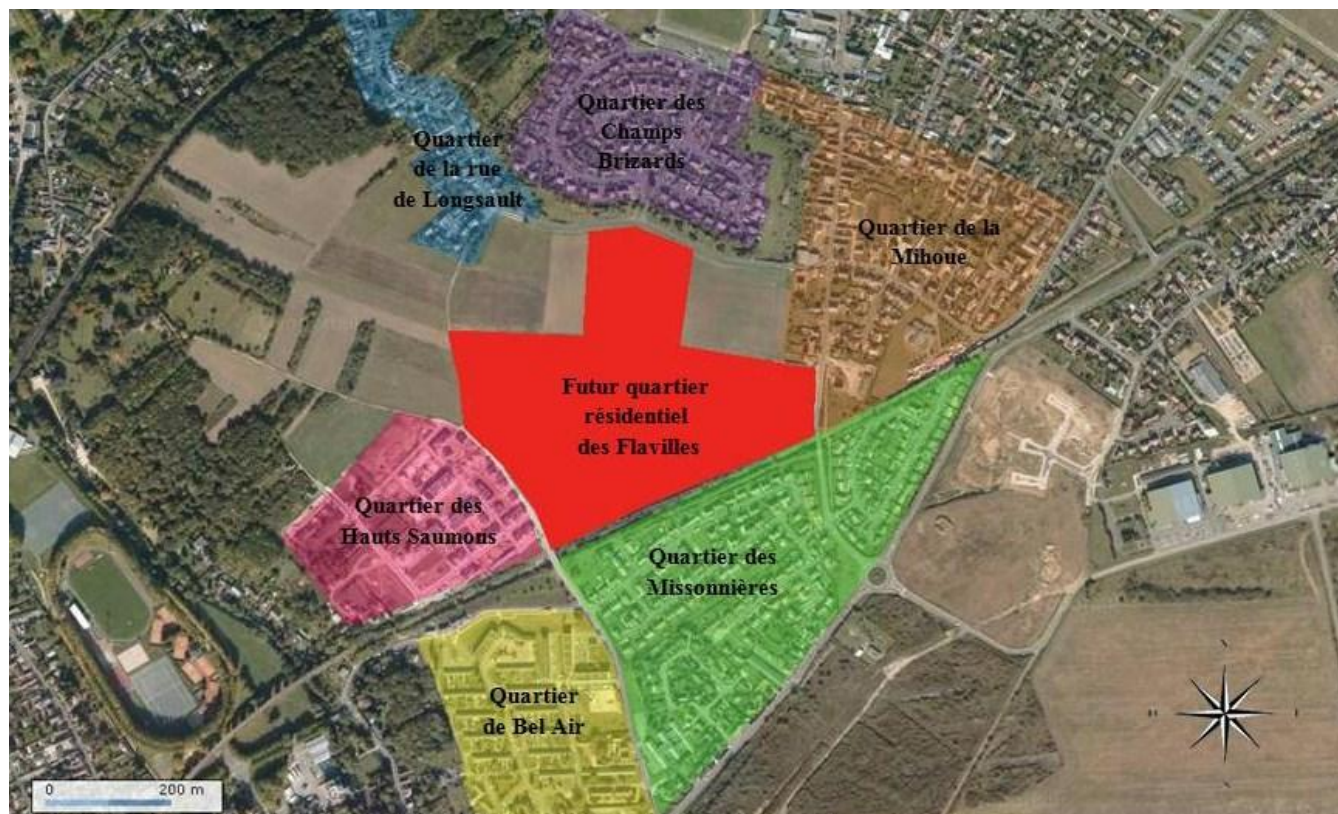 Quartier des
Champs
Brizards
Quartier
de la rue
de Longsault
Quartier de la
Mihoue
Futur quartier
résidentiel
des Flavilles
Quartier des
Hauts Saumons
Quartier des
Missonnières
Quartier
de Bel Air
0 200 m